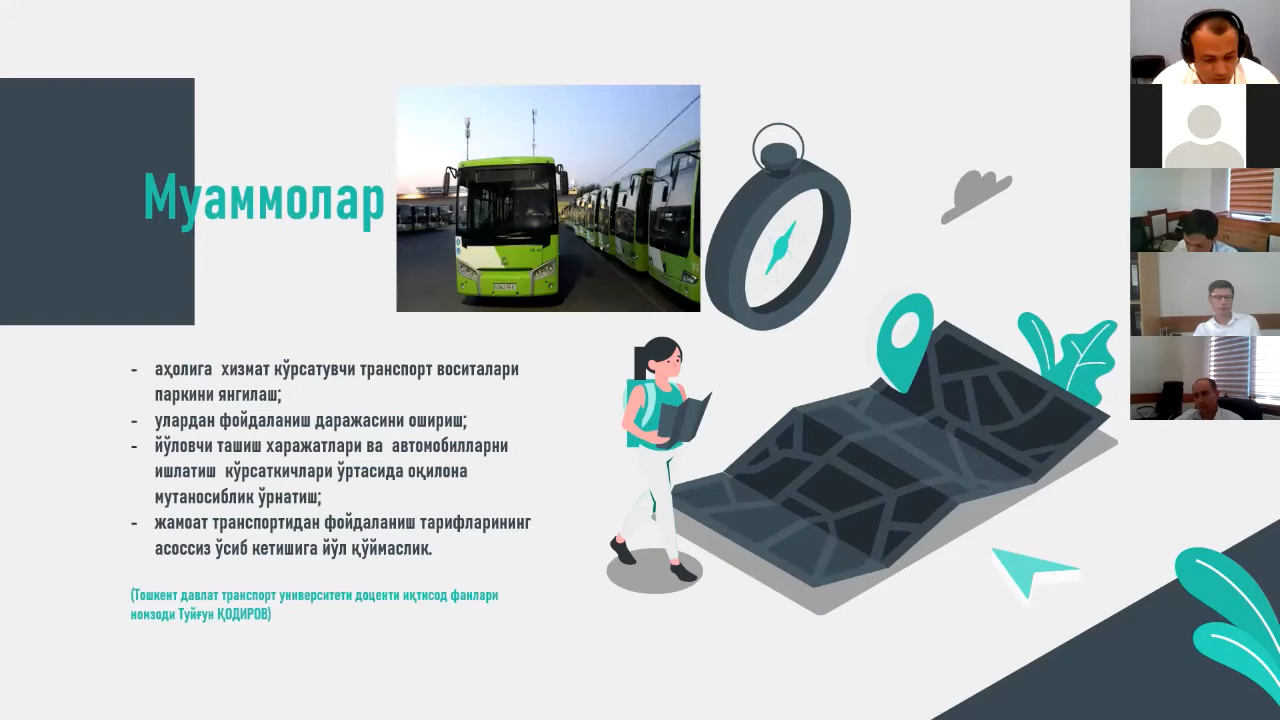 Муаммолар
- аҳолига хизмат кўрсатувчи транспорт воситалари
паркини янгилаш;
- улардан фойдаланиш даражасини ошириш;
- йўловчи ташиш харажатлари ва автомобилларни
ишлатиш кўрсаткичлари ўртасида оқилона
мутаносиблик ўрнатиш;
- жамоат транспортидан фойдаланиш тарифларининг
асоссиз ўсиб кетишига йўл қўймаслик.
(Тошкент давлат транспорт университети доценти иқтисод фанлари
номзоди Туйғун ҚОДИРОВ)